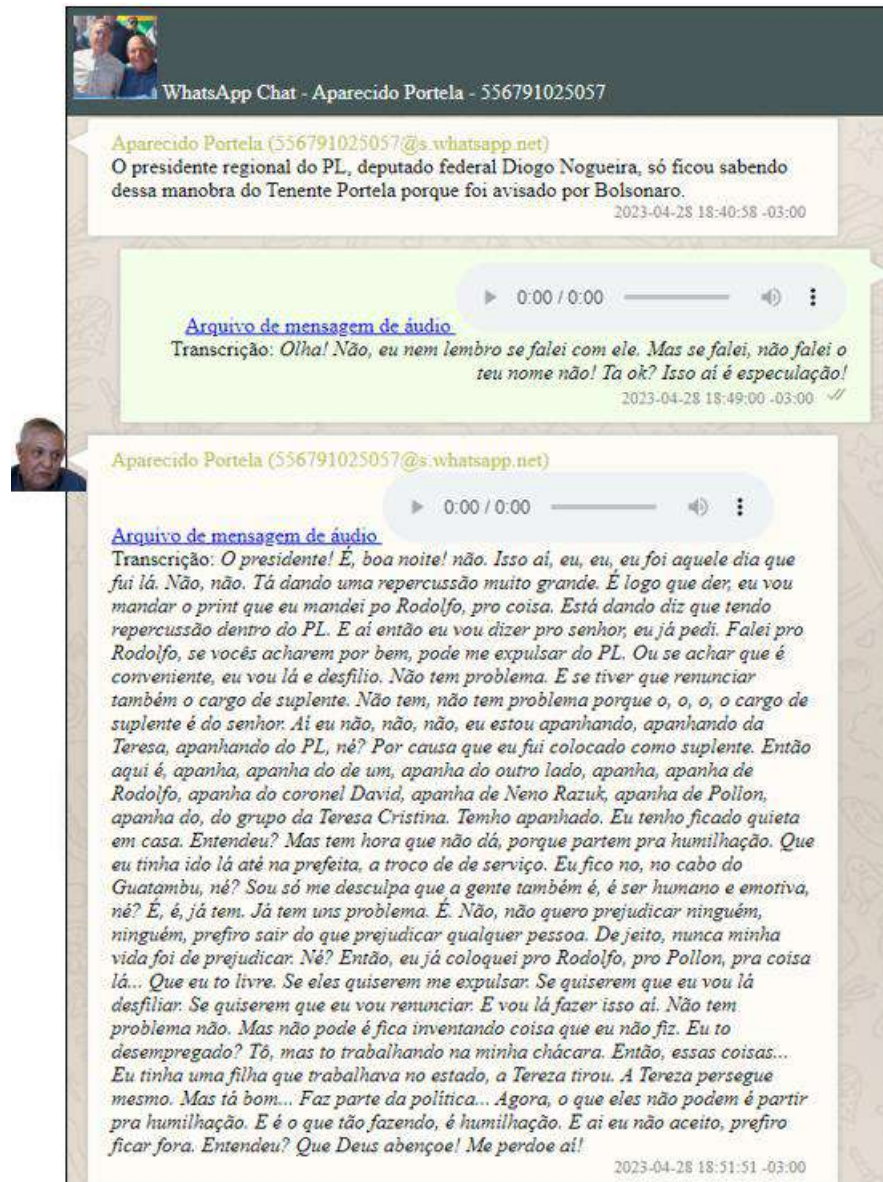 WhatsApp Chat - Aparecido Portela - 556791025057
Aparecido Portela (556791025057@s.whatsapp.net)
O presidente regional do PL, deputado federal Diogo Nogueira, só ficou sabendo
dessa manobra do Tenente Portela porque foi avisado por Bolsonaro.
2023-04-28 18:40:58 -03:00
0:00 / 0:00
Arquivo de mensagem de áudio
Transcrição: Olha! Não, eu nem lembro se falei com ele. Mas se falei, não falei o
teu nome não! Ta ok? Isso aí é especulação!
2023-04-28 18:49:00 -03:00
Aparecido Portela (556791025057@s.whatsapp.net)
0:00 / 0:00
Arquivo de mensagem de áudio
Transcrição: O presidente! É, boa noite! não. Isso aí, eu, eu, eu foi aquele dia que
fui lá. Não, não. Tá dando uma repercussão muito grande. É logo que der, eu vou
mandar o print que eu mandei po Rodolfo, pro coisa. Está dando diz que tendo
repercussão dentro do PL. E aí então eu vou dizer pro senhor, eu já pedi. Falei pro
Rodolfo, se vocês acharem por bem, pode me expulsar do PL. Ou se achar que é
conveniente, eu vou lá e desfilio. Não tem problema. E se tiver que renunciar
também o cargo de suplente. Não tem, não tem problema porque o, o, o, o cargo de
suplente é do senhor. Aí eu não, não, não, eu estou apanhando, apanhando da
Teresa, apanhando do PL, né? Por causa que eu fui colocado como suplente. Então
aqui é, apanha, apanha do de um, apanha do outro lado, apanha, apanha de
Rodolfo, apanha do coronel David, apanha de Neno Razuk, apanha de Pollon,
apanha do, do grupo da Teresa Cristina. Temho apanhado. Eu tenho ficado quieta
em casa. Entendeu? Mas tem hora que não dá, porque partem pra humilhação. Que
eu tinha ido lá até na prefeita, a troco de de serviço. Eu fico no, no cabo do
Guatambu, né? Sou só me desculpa que a gente também é, é ser humano e emotiva,
né? É, é, já tem. Já tem uns problema. É. Não, não quero prejudicar ninguém,
ninguém, prefiro sair do que prejudicar qualquer pessoa. De jeito, nunca minha
vida foi de prejudicar. Né? Então, eu já coloquei pro Rodolfo, pro Pollon, pra coisa
lá... Que eu to livre. Se eles quiserem me expulsar. Se quiserem que eu vou lá
desfiliar. Se quiserem que eu vou renunciar. E vou lá fazer isso aí. Não tem
problema não. Mas não pode é fica inventando coisa que eu não fiz. Eu to
desempregado? Tô, mas to trabalhando na minha chácara. Então, essas coisas...
Eu tinha uma filha que trabalhava no estado, a Tereza tirou. A Tereza persegue
mesmo. Mas tá bom... Faz parte da política... Agora, o que eles não podem é partir
pra humilhação. E é o que tão fazendo, é humilhação. E ai eu não aceito, prefiro
ficar fora. Entendeu? Que Deus abençoe! Me perdoe aí!
2023-04-28 18:51:51 -03:00